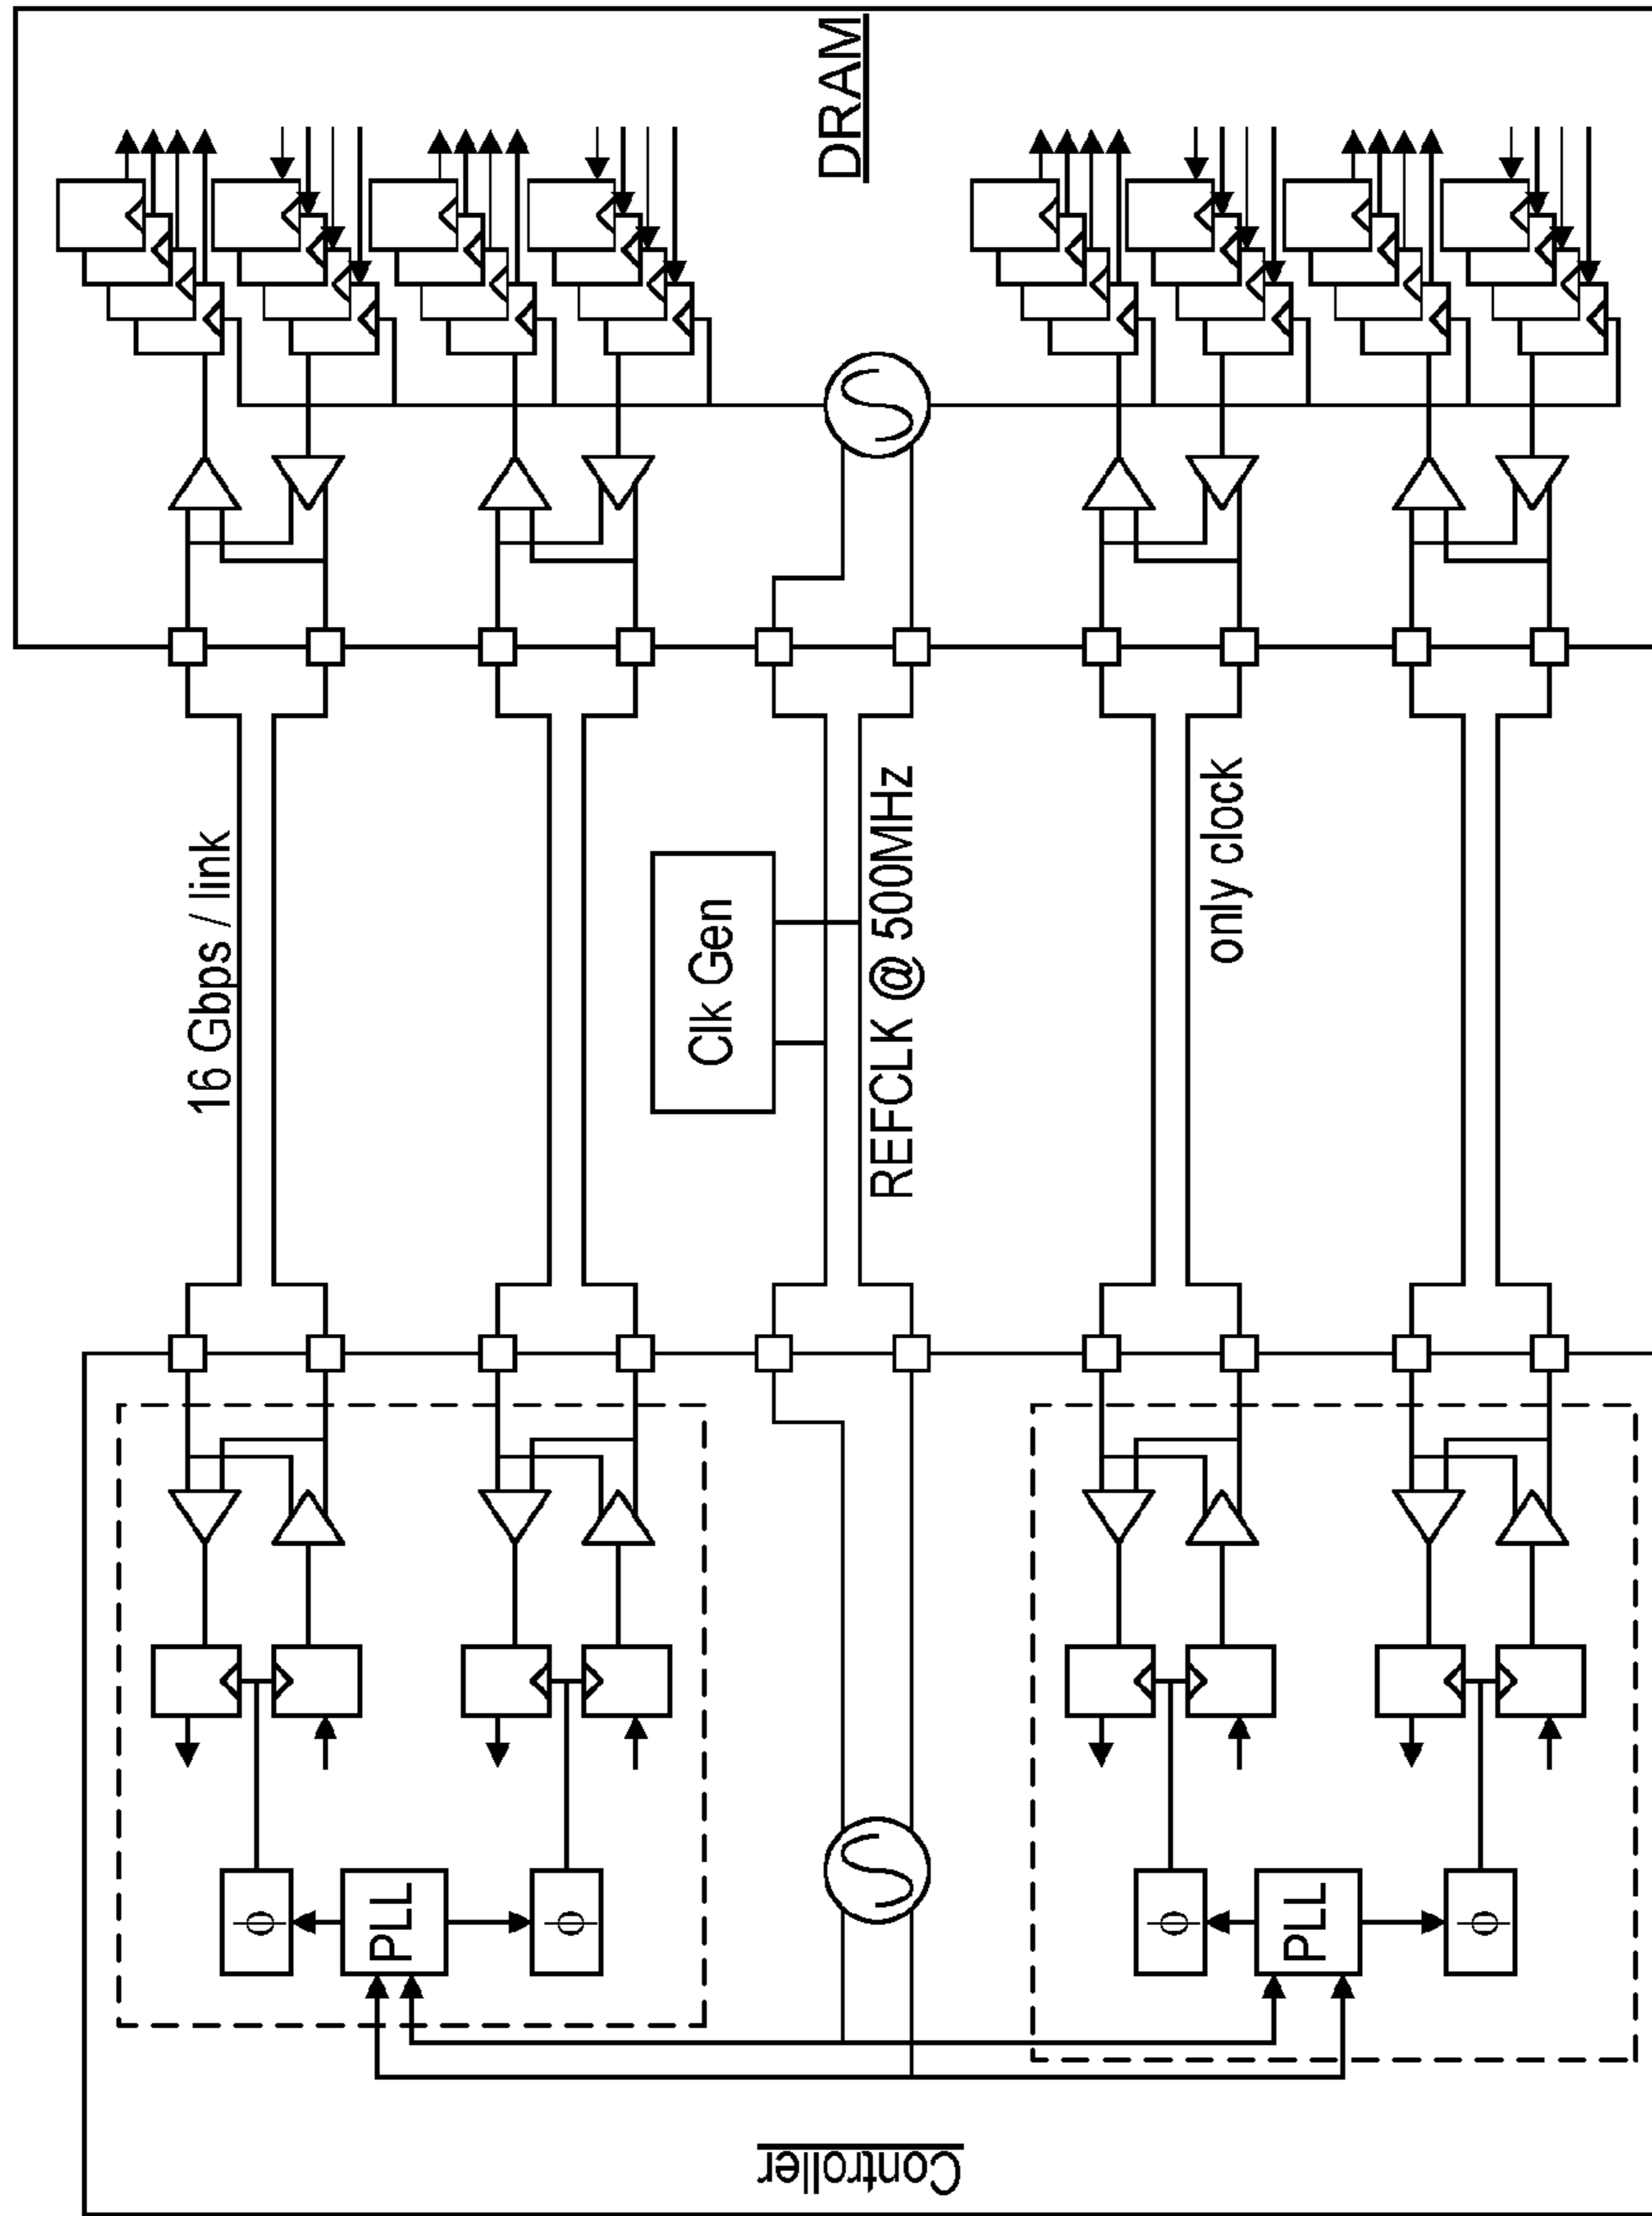 DRAM
16 Gbps / link
Clk Gen
REFCLK @ 500MHz
only clock
ϕ
PLL
ϕ
ϕ
PLL
ϕ
Controller